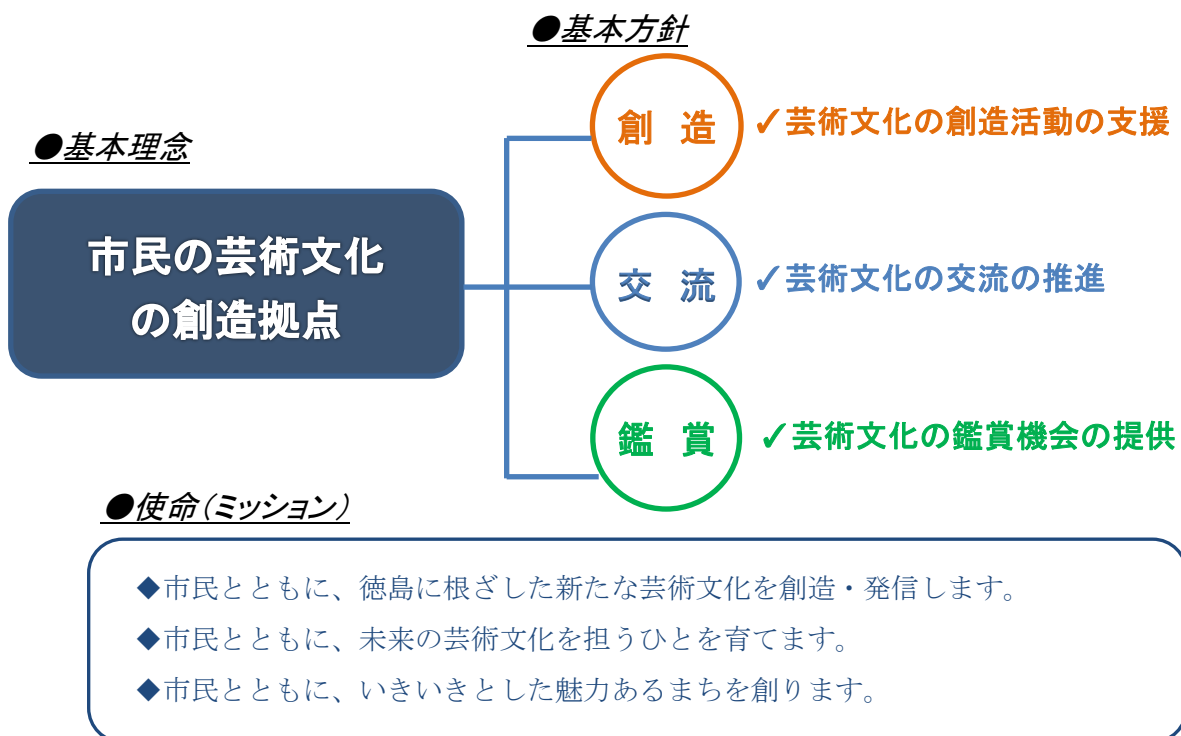 ●基本方針
創 造
✓芸術文化の創造活動の支援
●基本理念
市民の芸術文化
の創造拠点
交 流
✓芸術文化の交流の推進
鑑 賞
✓芸術文化の鑑賞機会の提供
●使命(ミッション)
◆市民とともに、徳島に根ざした新たな芸術文化を創造・発信します。
◆市民とともに、未来の芸術文化を担うひとを育てます。
◆市民とともに、いきいきとした魅力あるまちを創ります。